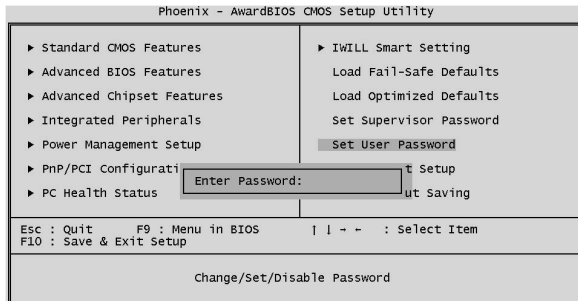 Phoenix - AwardBIOS CMOS Setup Utility
▶ Standard CMOS Features
▶ Advanced BIOS Features
▶ Advanced Chipset Features
▶ Integrated Peripherals
▶ Power Management Setup
▶ PnP/PCI Configurati
▶ PC Health Status
▶ IWILL Smart Setting
Load Fail-Safe Defaults
Load Optimized Defaults
Set Supervisor Password
Set User Password
t Setup
ut Saving
Enter Password:
Esc : Quit F9 : Menu in BIOS ↑ ↓ → ← : Select Item
F10 : Save & Exit Setup
Change/Set/Disable Password